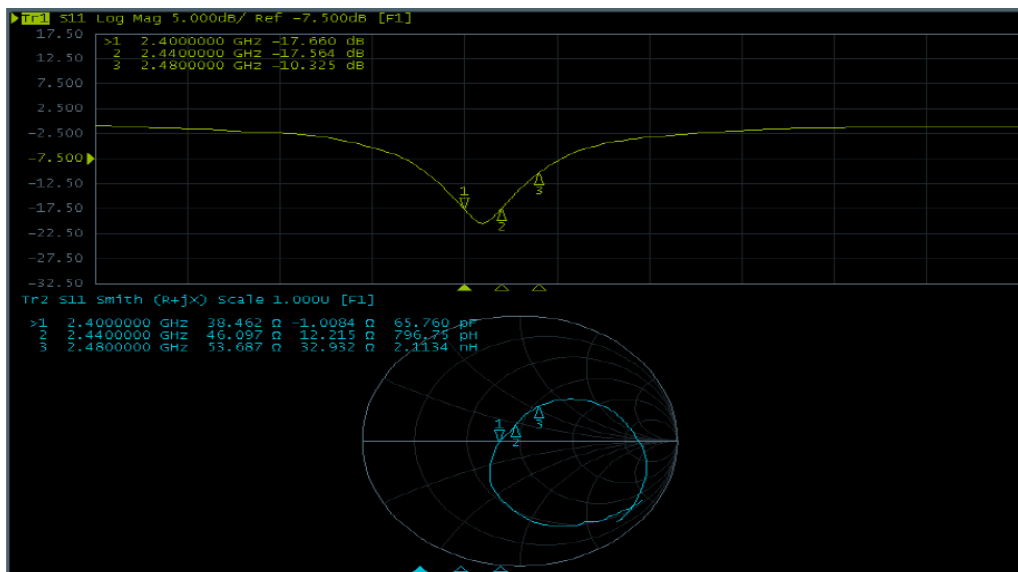 Tr1 S11 Log Mag 5.000dB/ Ref -7.500dB [F1]
17.50
>1 2.4000000 GHz -17.660 dB
2 2.4400000 GHz -17.564 dB
3 2.4800000 GHz -10.325 dB
12.50
7.500
2.500
-2.500
-7.500
-12.50
-17.50
-22.50
-27.50
-32.50
1
2
3
Tr2 S11 Smith (R+jX) Scale 1.000U [F1]
>1 2.4000000 GHz 38.462 Ω -1.0084 Ω 65.760 pF
2 2.4400000 GHz 46.097 Ω 12.215 Ω 796.75 pH
3 2.4800000 GHz 53.687 Ω 32.932 Ω 2.1134 nH
1
2
3